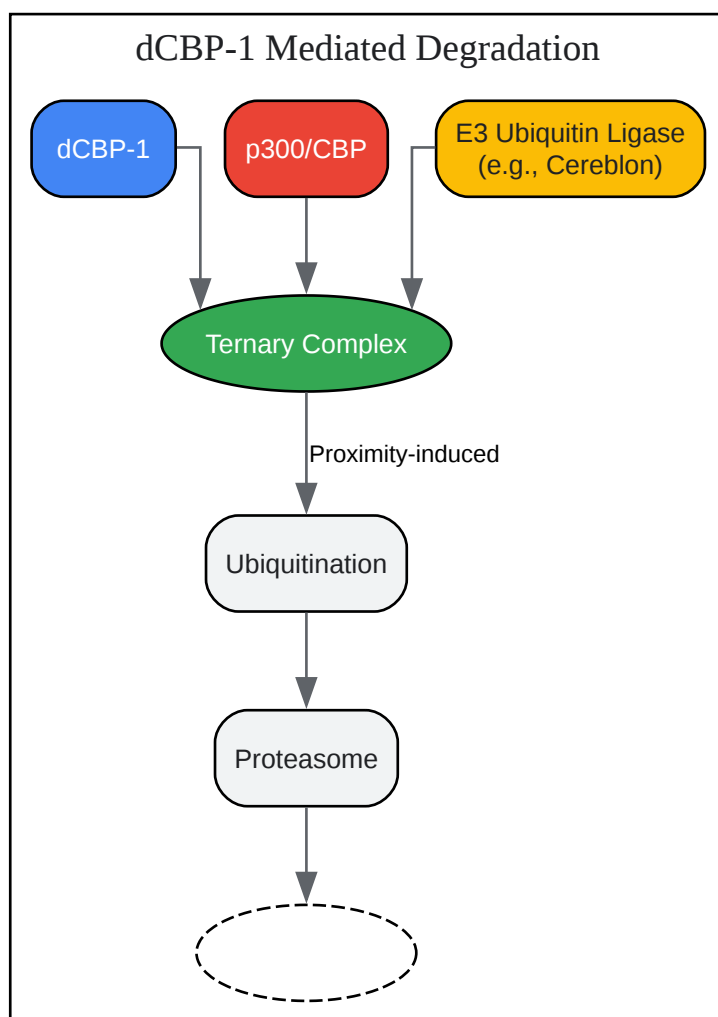 dCBP-1 Mediated Degradation
dCBP-1
p300/CBP
E3 Ubiquitin Ligase
(e.g., Cereblon)
Ternary Complex
Proximity-induced
Ubiquitination
Proteasome